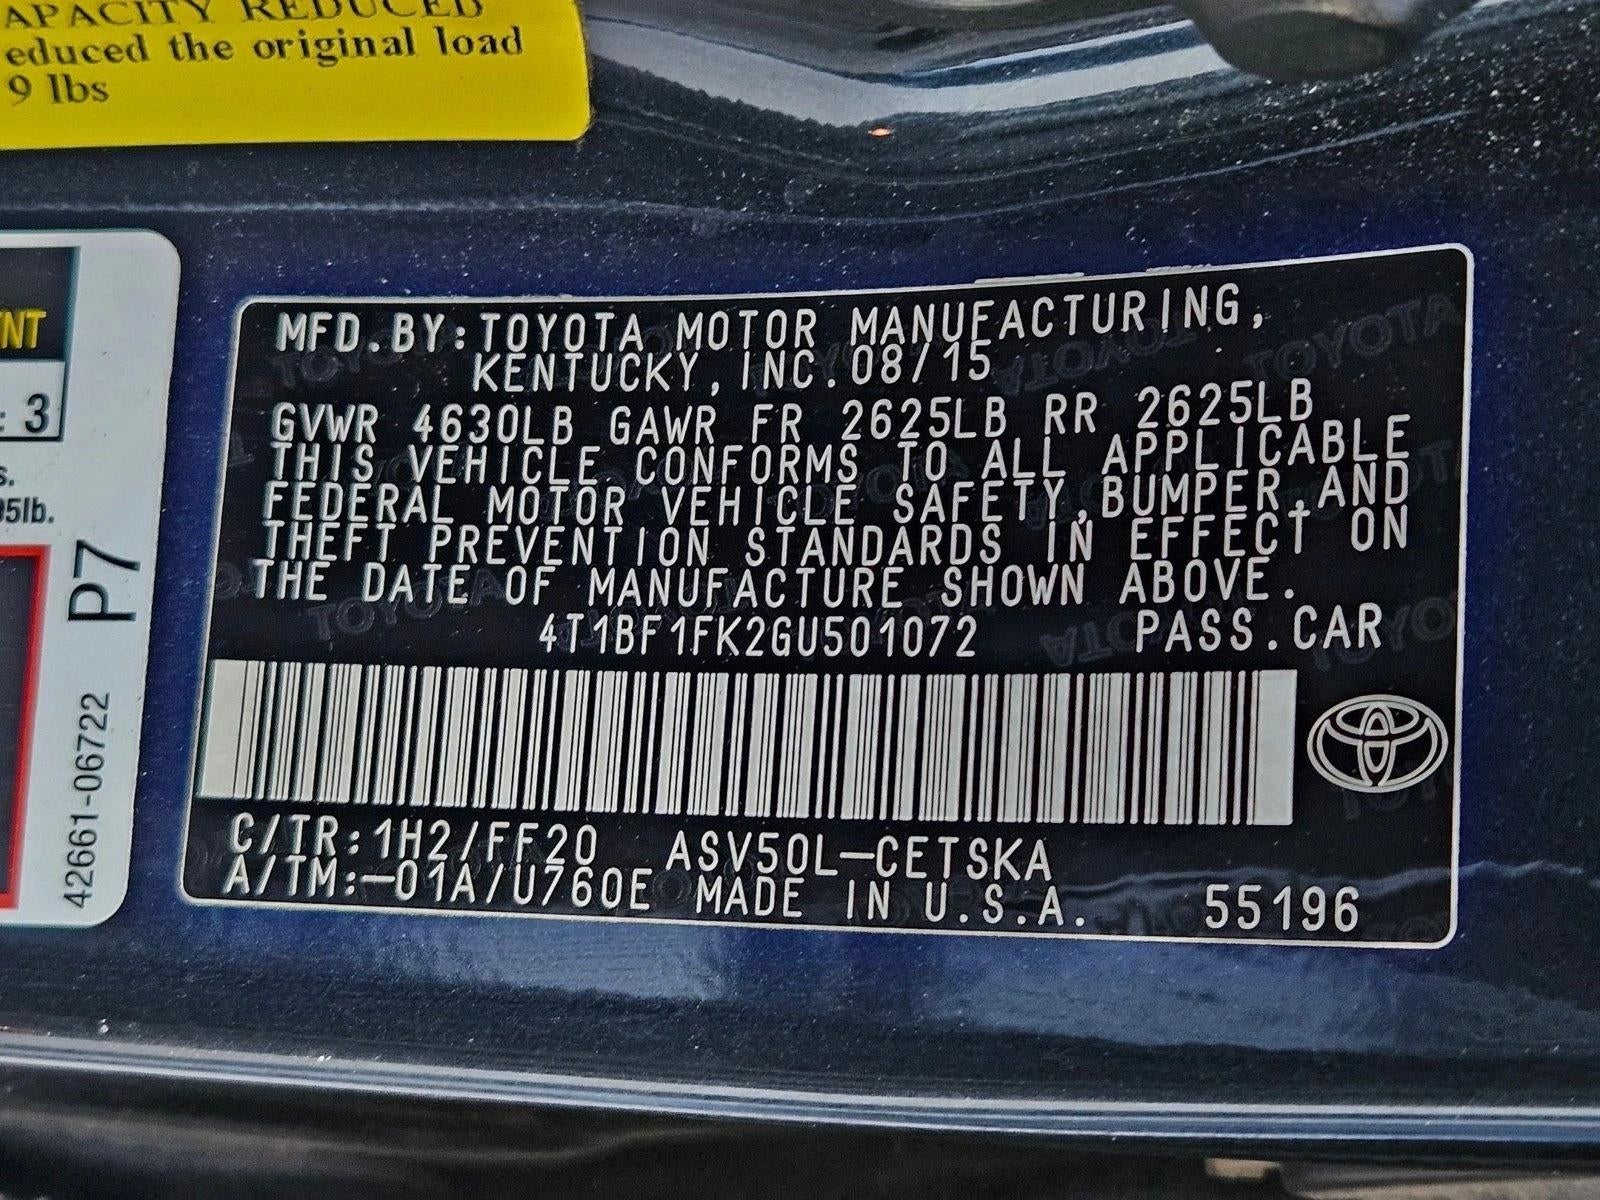 APACITY REDUCED
educed the original load
9 lbs
ENT
: 3
s.
95lb.
P7
42661-06722
MFD.BY:TOYOTA MOTOR MANUFACTURING,
KENTUCKY, INC.08/15
GVWR 4630LB GAWR FR 2625LB RR 2625LB
THIS VEHICLE CONFORMS TO ALL APPLICABLE
FEDERAL MOTOR VEHICLE SAFETY,BUMPER,AND
THEFT PREVENTION STANDARDS IN EFFECT ON
THE DATE OF MANUFACTURE SHOWN ABOVE.
4T1BF1FK2GU501072 PASS.CAR
C/TR:1H2/FF20 ASV50L-CETSKA
A/TM:-01A/U760E MADE IN U.S.A. 55196